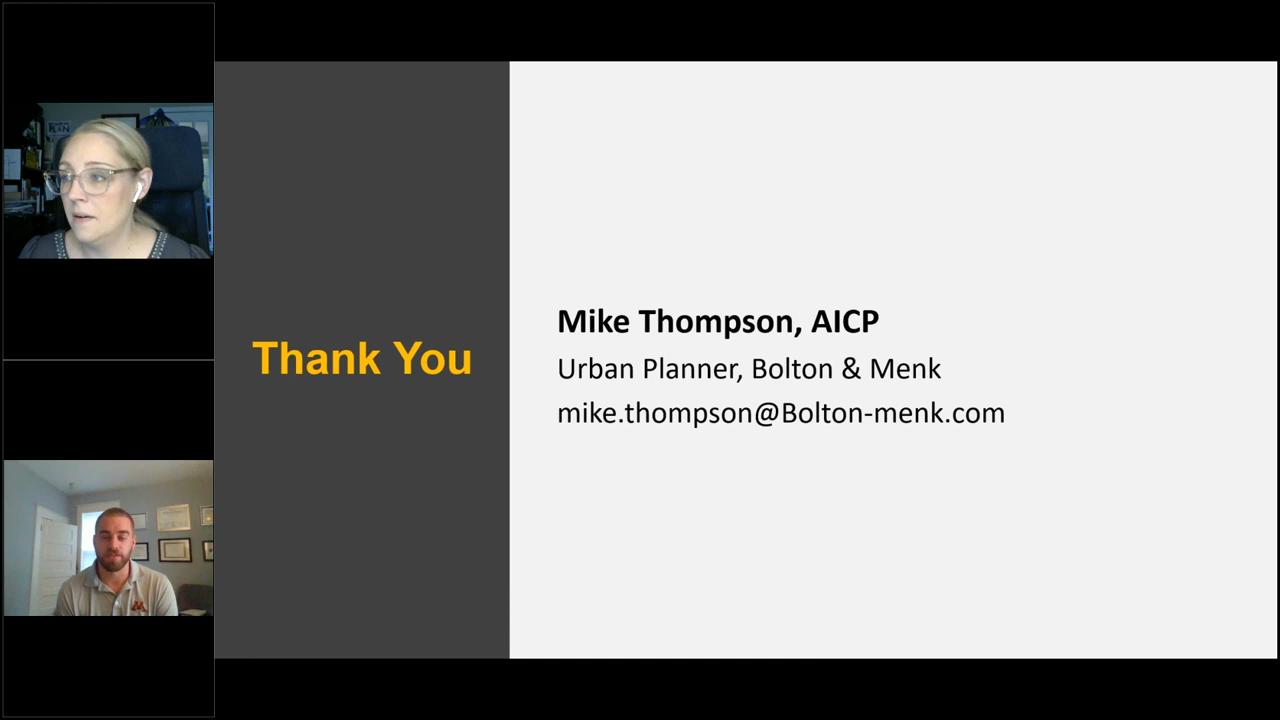 Thank You
Mike Thompson, AICP
Urban Planner, Bolton & Menk
mike.thompson@Bolton-menk.com